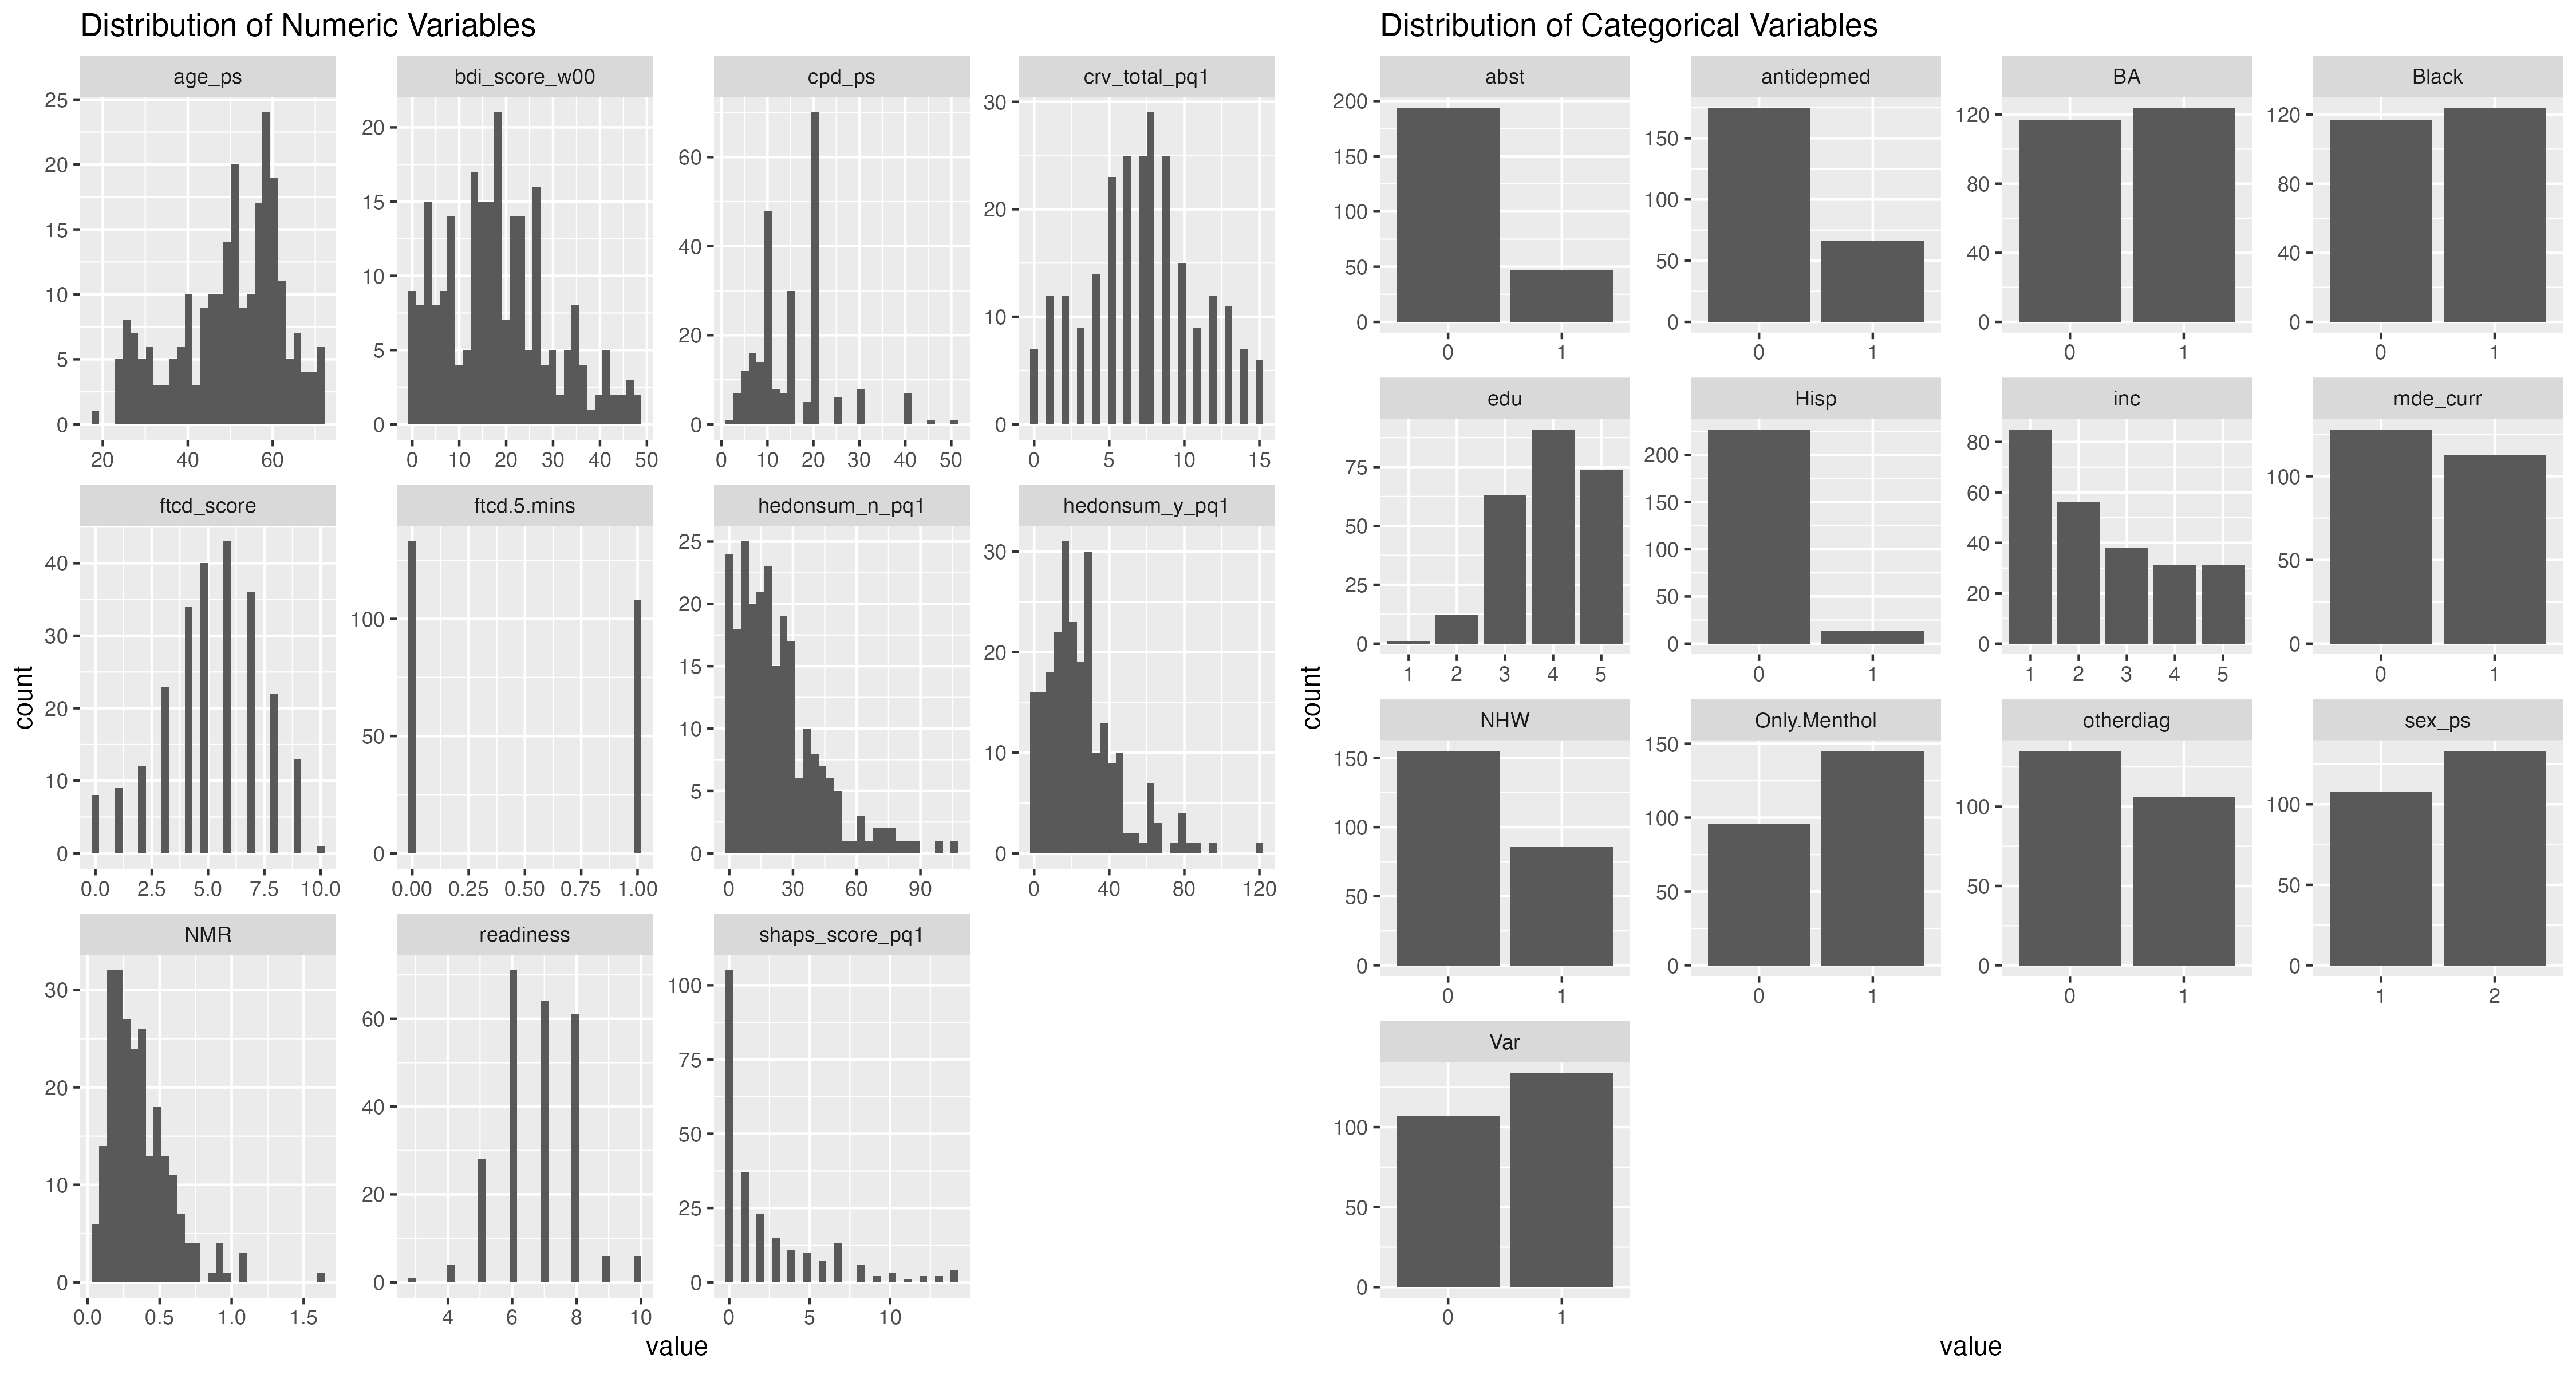 Distribution of Numeric Variables
age_ps
bdi_score_w00
cpd_ps
crv_total_pq1
25
20
15
10
5
0
20 40 60
20
15
10
5
0
0 10 20 30 40 50
60
40
20
0
0 10 20 30 40 50
30
20
10
0
0 5 10 15
ftcd_score
ftcd.5.mins
hedonsum_n_pq1
hedonsum_y_pq1
40
30
20
10
0
0.0 2.5 5.0 7.5 10.0
100
50
0
0.00 0.25 0.50 0.75 1.00
25
20
15
10
5
0
0 30 60 90
30
20
10
0
0 40 80 120
NMR
readiness
shaps_score_pq1
30
20
10
0
0.0 0.5 1.0 1.5
60
40
20
0
4 6 8 10
100
75
50
25
0
0 5 10
count
value
Distribution of Categorical Variables
abst
antidepmed
BA
Black
200
150
100
50
0
0 1
150
100
50
0
0 1
120
80
40
0
0 1
120
80
40
0
0 1
edu
Hisp
inc
mde_curr
75
50
25
0
1 2 3 4 5
200
150
100
50
0
0 1
80
60
40
20
0
1 2 3 4 5
100
50
0
0 1
NHW
Only.Menthol
otherdiag
sex_ps
150
100
50
0
0 1
150
100
50
0
0 1
100
50
0
0 1
100
50
0
1 2
Var
100
50
0
0 1
count
value